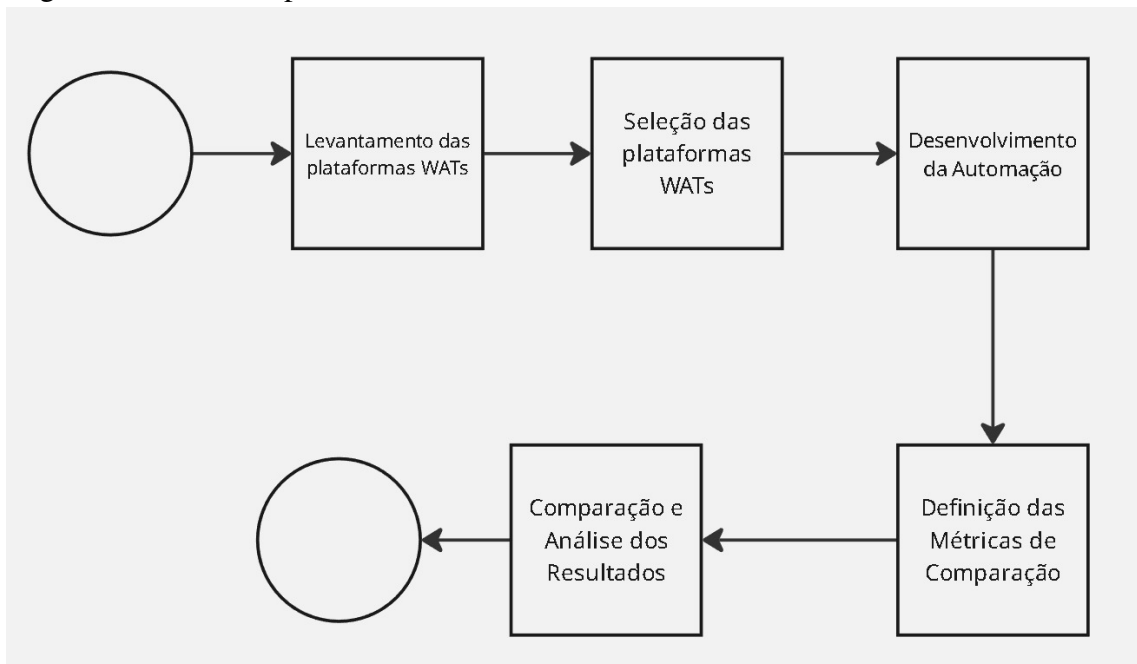 Levantamento das
plataformas WATs
Seleção das
plataformas
WATs
Desenvolvimento
da Automação
Definição das
Métricas de
Comparação
Comparação e
Análise dos
Resultados